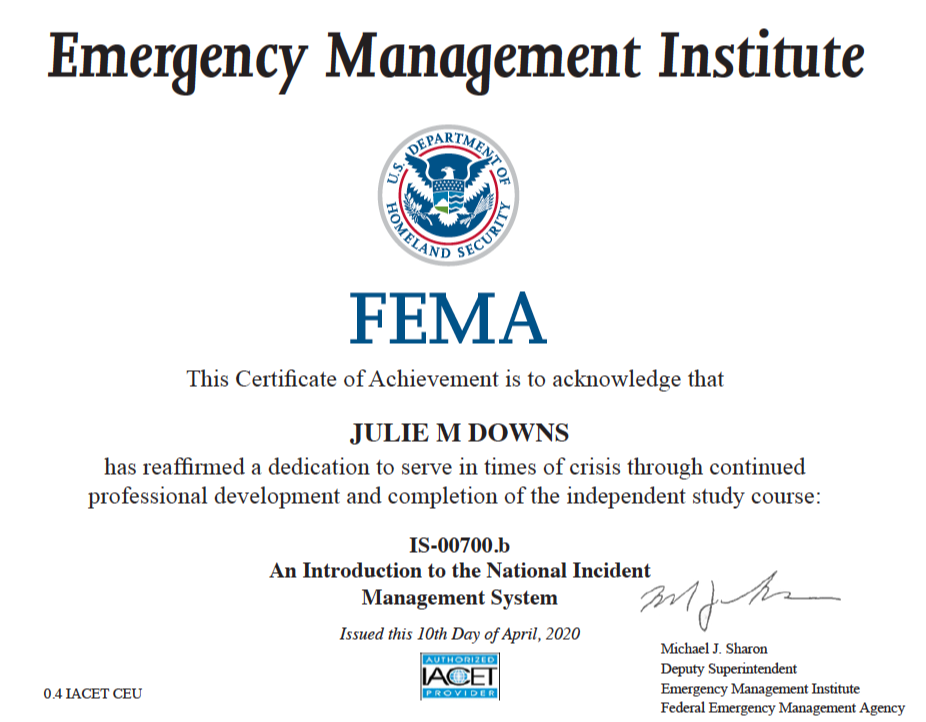 Emergency Management Institute
U.S. DEPARTMENT OF
HOMELAND SECURITY
FEMA
This Certificate of Achievement is to acknowledge that
JULIE M DOWNS
has reaffirmed a dedication to serve in times of crisis through continued
professional development and completion of the independent study course:
IS-00700.b
An Introduction to the National Incident
Management System
Issued this 10th Day of April, 2020
Michael J. Sharon
Deputy Superintendent
Emergency Management Institute
Federal Emergency Management Agency
AUTHORIZED
IACET
PROVIDER
0.4 IACET CEU